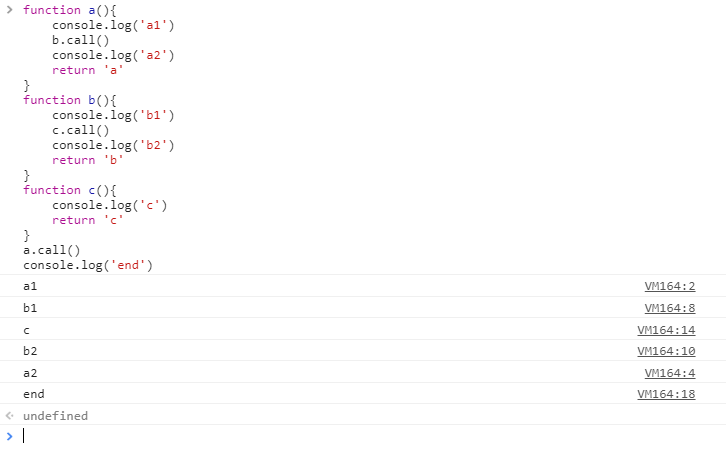 > function a(){
    console.log('a1')
    b.call()
    console.log('a2')
    return 'a'
}
function b(){
    console.log('b1')
    c.call()
    console.log('b2')
    return 'b'
}
function c(){
    console.log('c')
    return 'c'
}
a.call()
console.log('end')
a1 VM164:2
b1 VM164:8
c VM164:14
b2 VM164:10
a2 VM164:4
end VM164:18
undefined
>